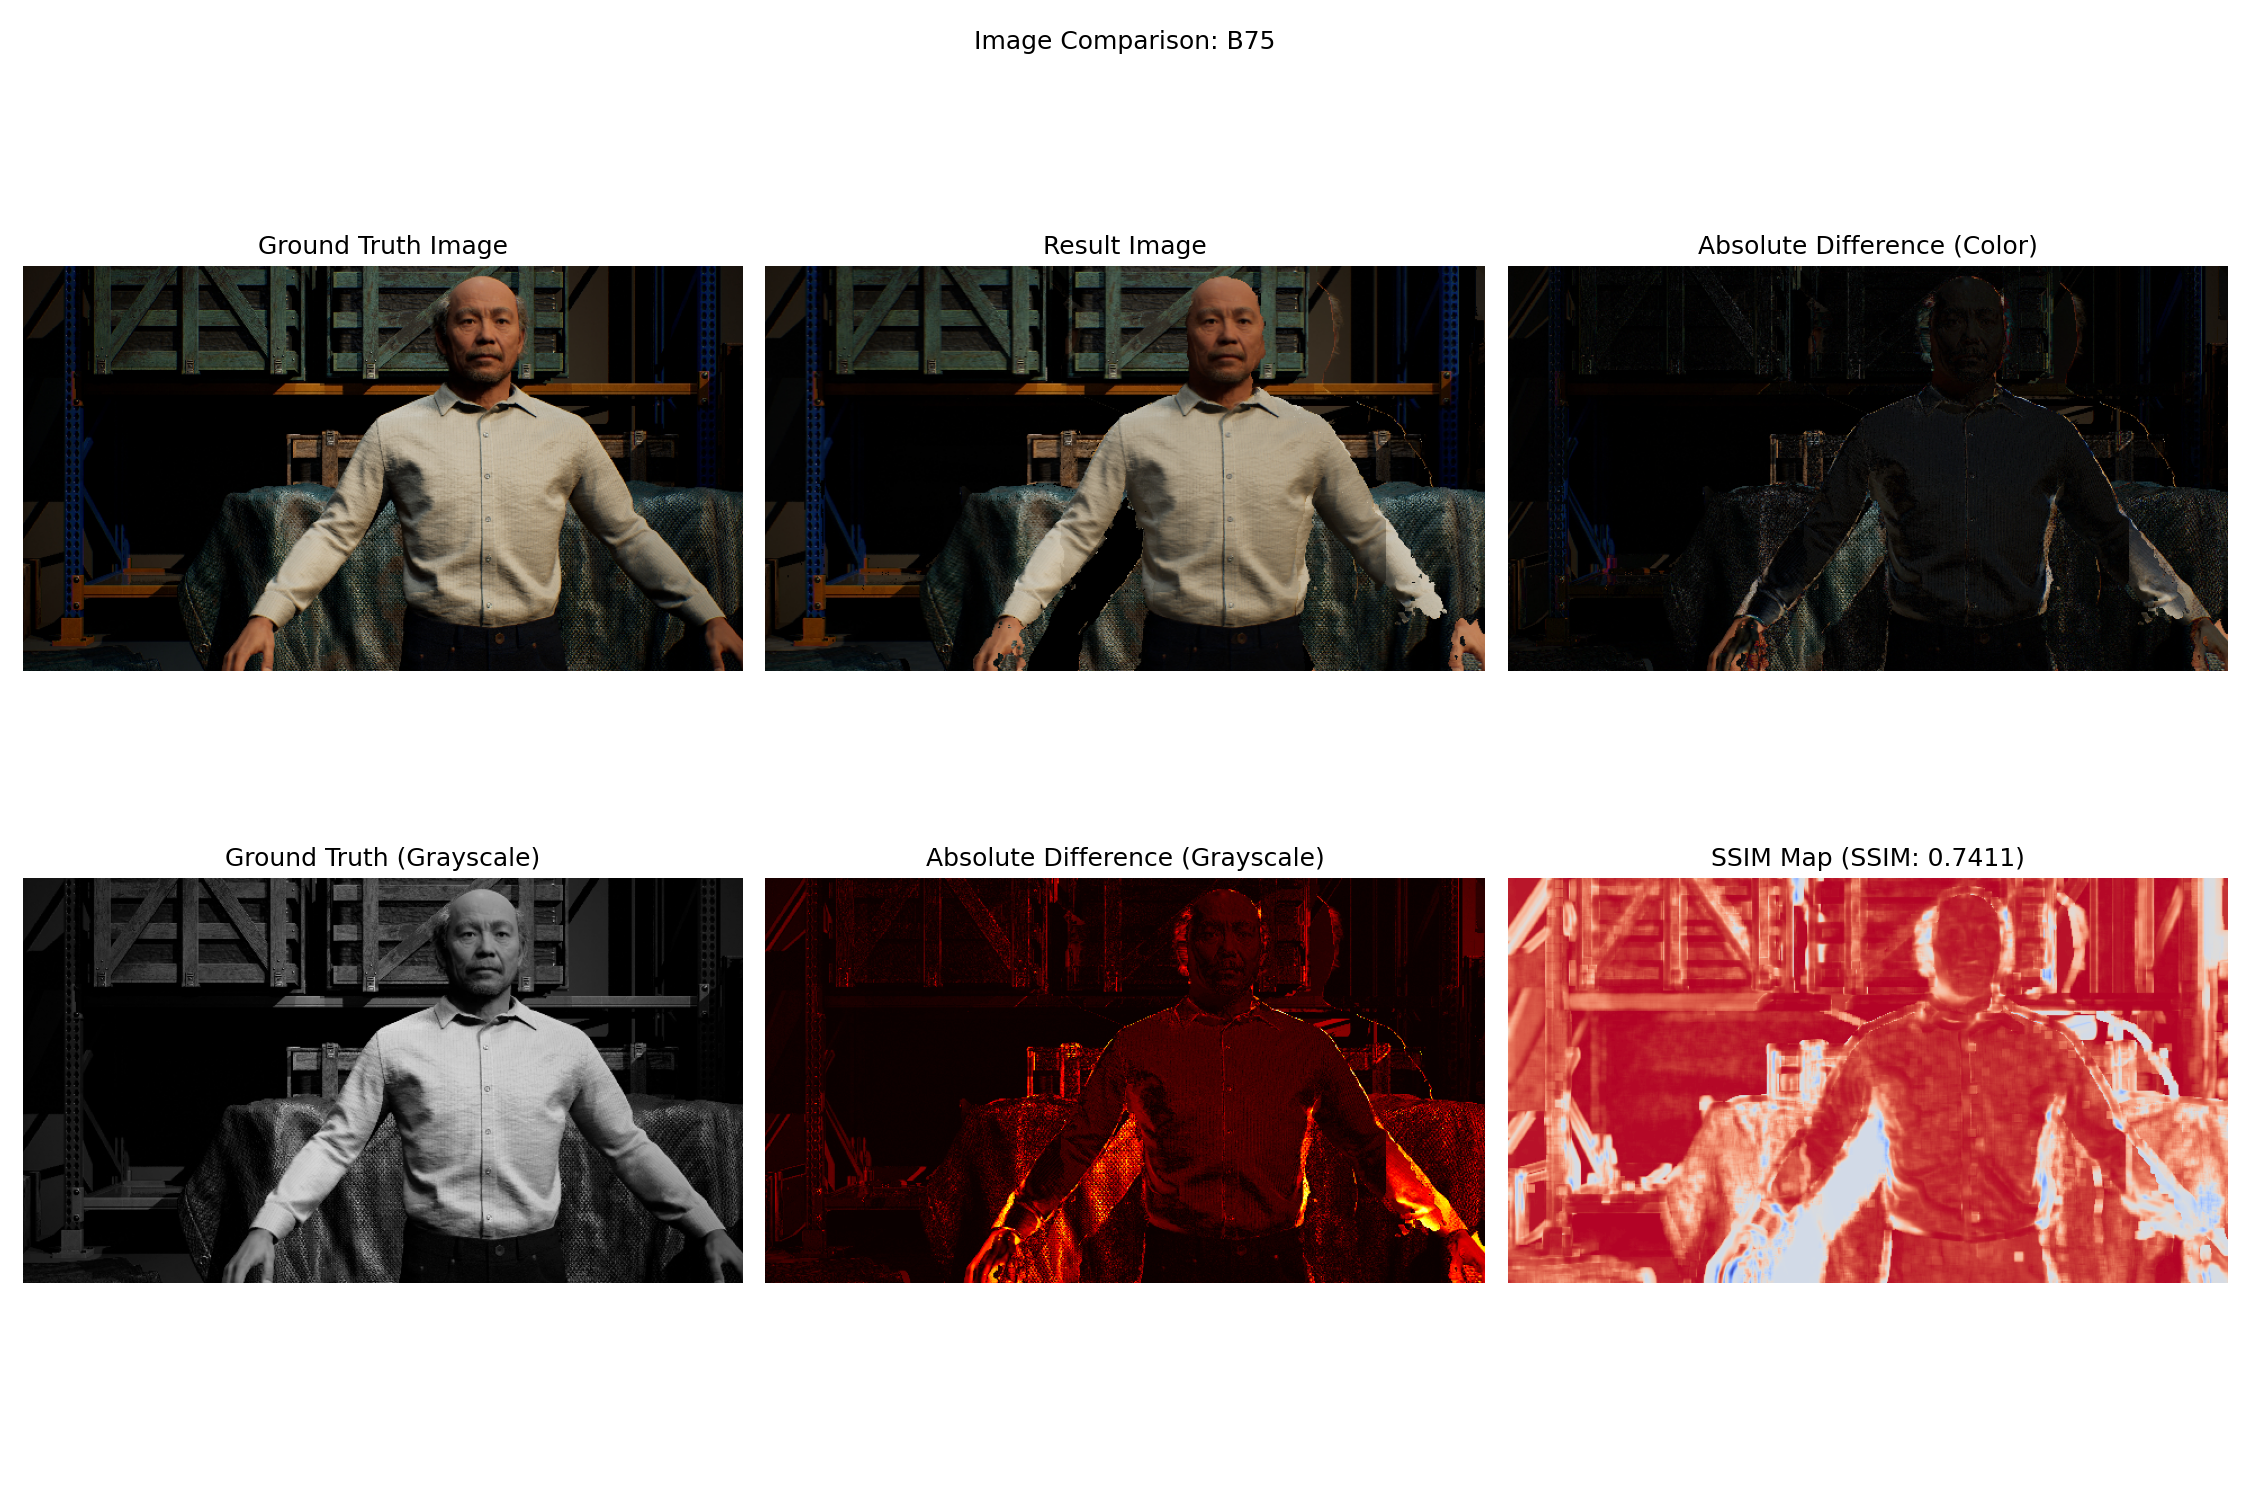 Image Comparison: B75
Ground Truth Image
Result Image
Absolute Difference (Color)
Ground Truth (Grayscale)
Absolute Difference (Grayscale)
SSIM Map (SSIM: 0.7411)